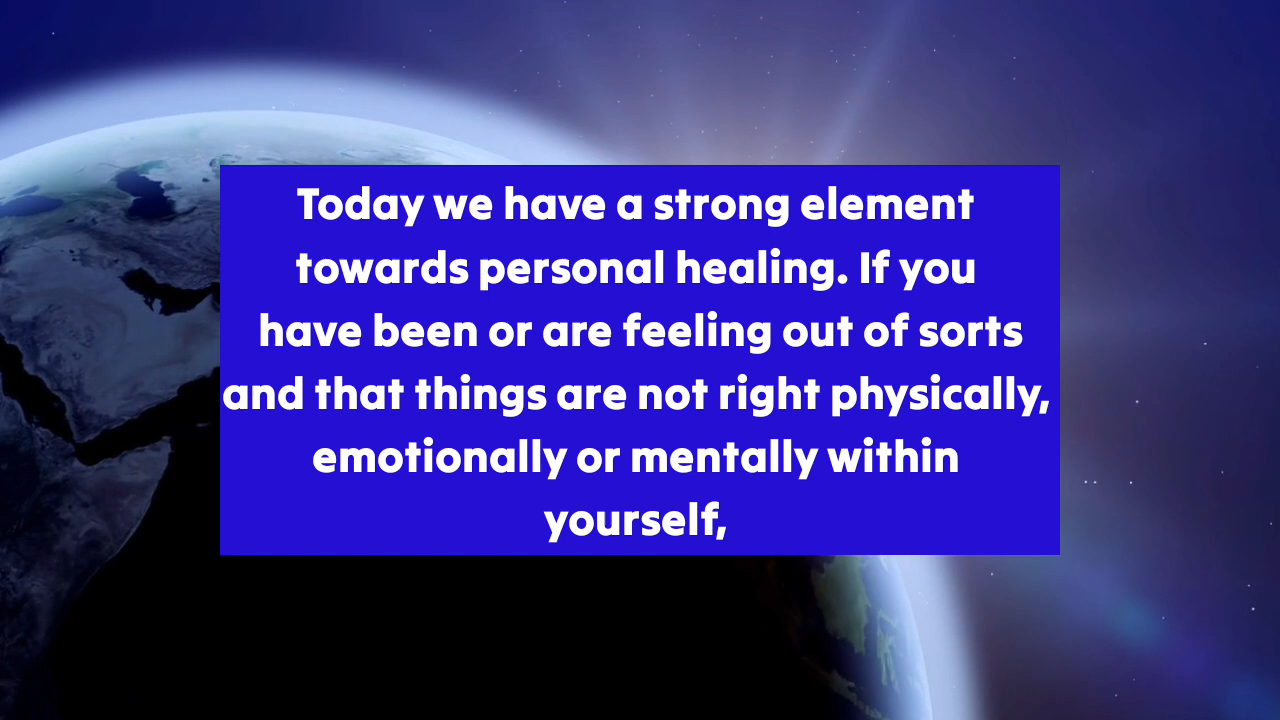 Today we have a strong element
towards personal healing. If you
have been or are feeling out of sorts
and that things are not right physically,
emotionally or mentally within
yourself,